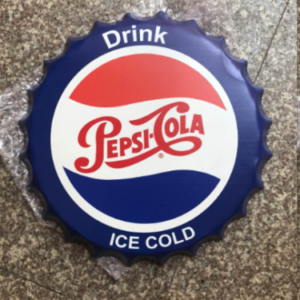 Drink
PEPSI-COLA
®
ICE COLD